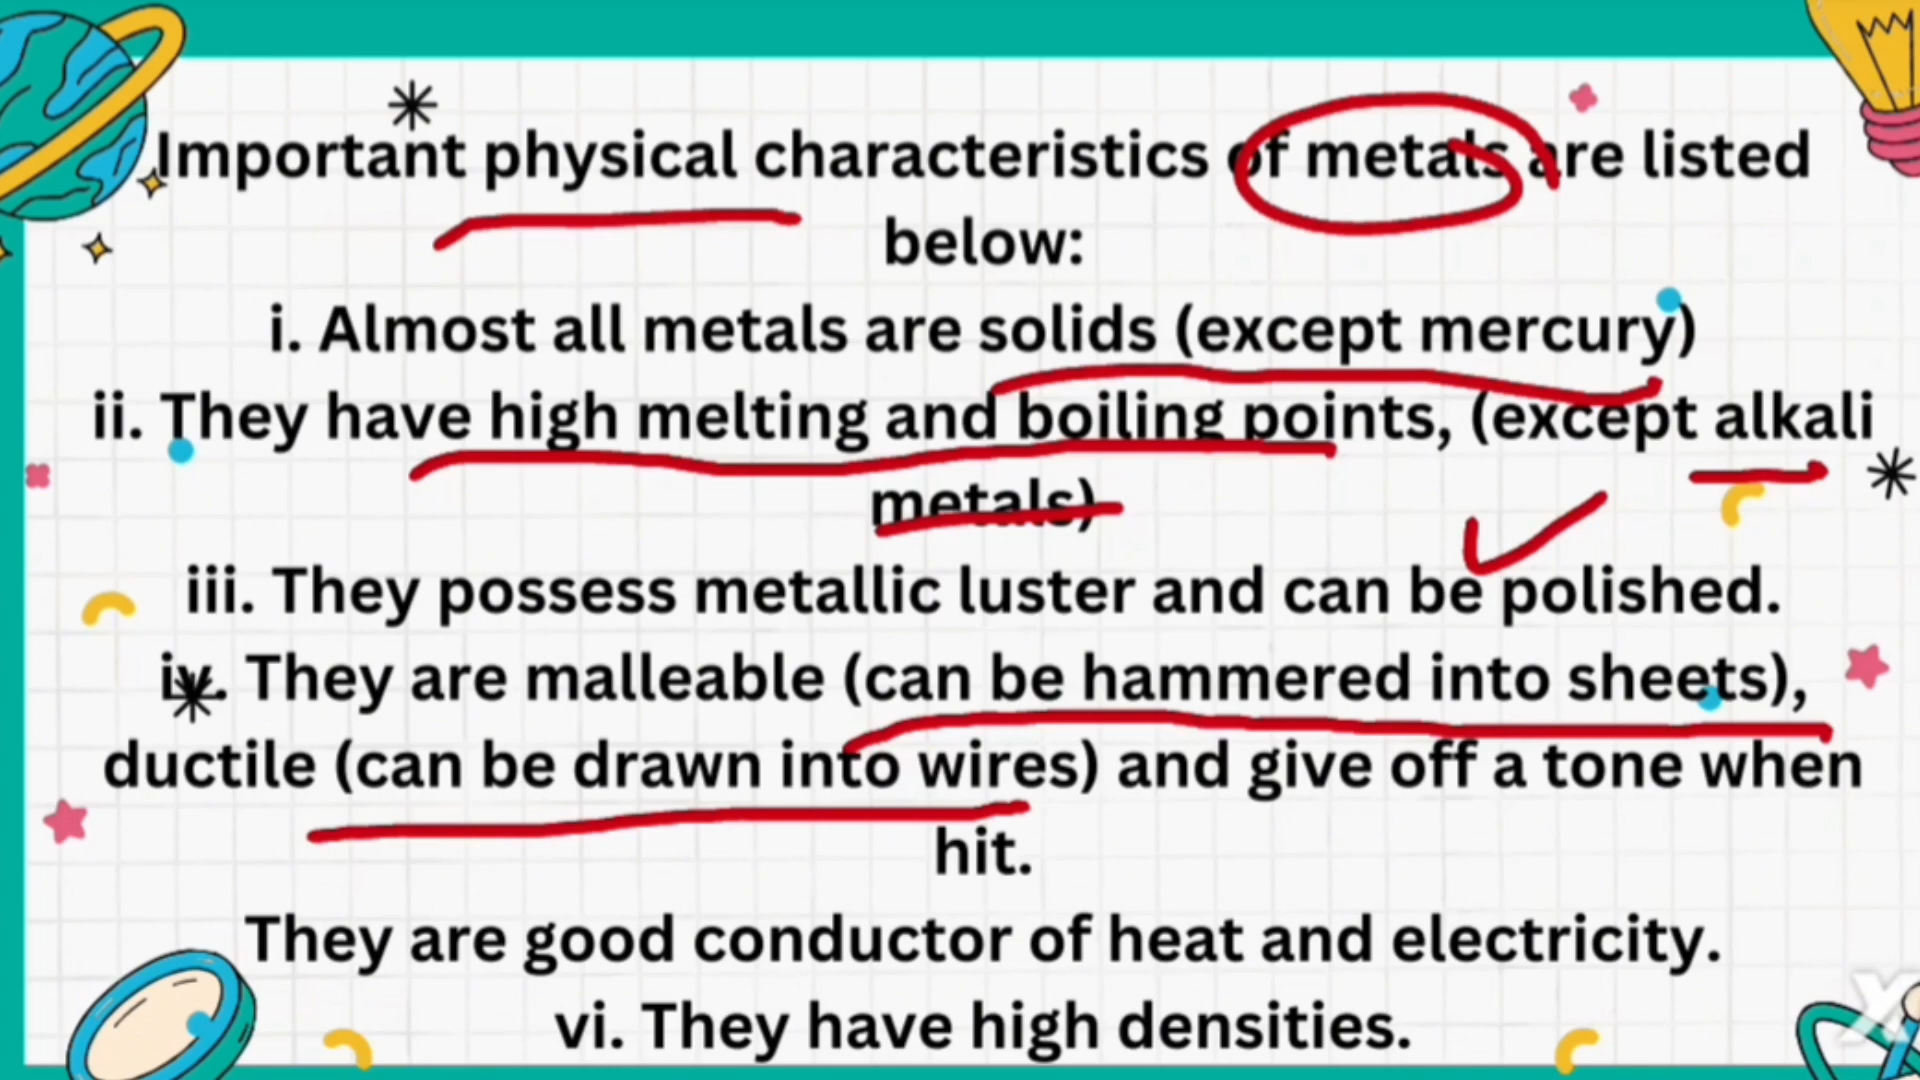 Important physical characteristics of metals are listed
below:
i. Almost all metals are solids (except mercury)
ii. They have high melting and boiling points, (except alkali
metals)
iii. They possess metallic luster and can be polished.
iv. They are malleable (can be hammered into sheets),
ductile (can be drawn into wires) and give off a tone when
hit.
They are good conductor of heat and electricity.
vi. They have high densities.